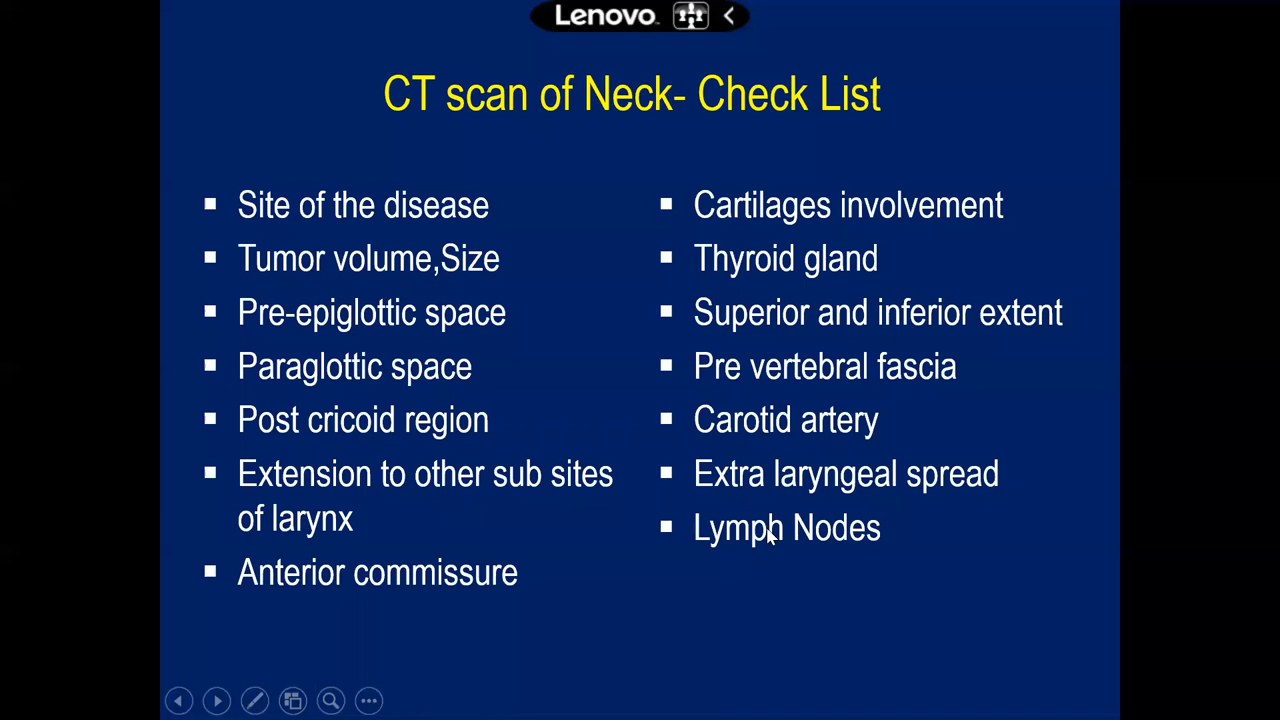 Lenovo
CT scan of Neck- Check List
Site of the disease
Tumor volume,Size
Pre-epiglottic space
Paraglottic space
Post cricoid region
Extension to other sub sites
of larynx
Anterior commissure
Cartilages involvement
Thyroid gland
Superior and inferior extent
Pre vertebral fascia
Carotid artery
Extra laryngeal spread
Lymph Nodes